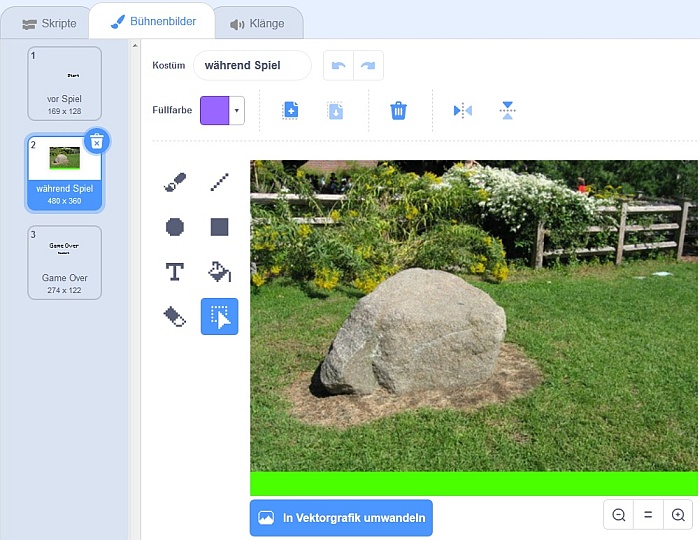 Skripte
Bühnenbilder
Klänge
1
Start
vor Spiel
169 x 128
2
während Spiel
480 x 360
3
Game Over
Game Over
274 x 122
Kostüm
während Spiel
Füllfarbe
T
In Vektorgrafik umwandeln